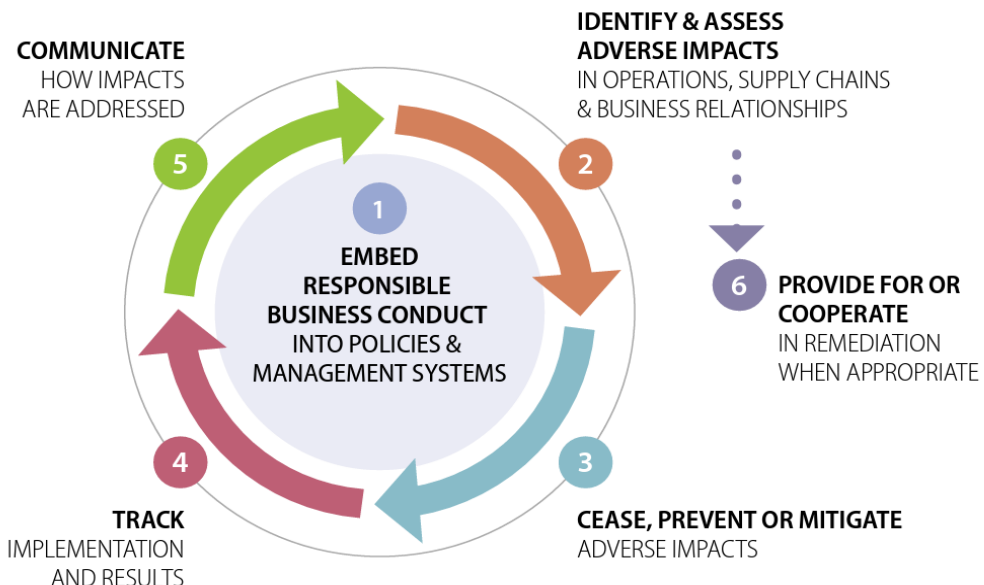 1
EMBED
RESPONSIBLE
BUSINESS CONDUCT
INTO POLICIES &
MANAGEMENT SYSTEMS
2
IDENTIFY & ASSESS
ADVERSE IMPACTS
IN OPERATIONS, SUPPLY CHAINS
& BUSINESS RELATIONSHIPS
3
CEASE, PREVENT OR MITIGATE
ADVERSE IMPACTS
4
TRACK
IMPLEMENTATION
AND RESULTS
5
COMMUNICATE
HOW IMPACTS
ARE ADDRESSED
6
PROVIDE FOR OR
COOPERATE
IN REMEDIATION
WHEN APPROPRIATE